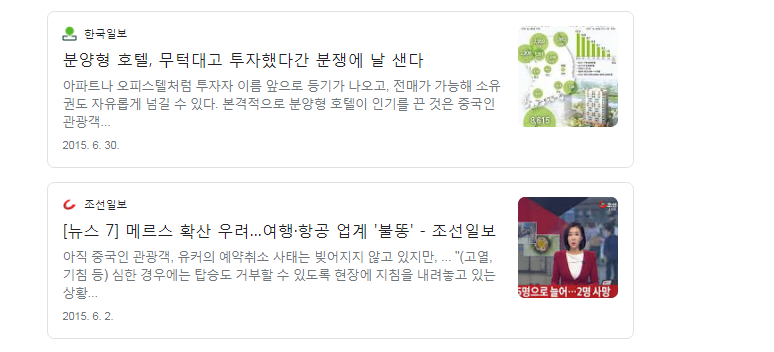 한국일보
분양형 호텔, 무턱대고 투자했다간 분쟁에 날 샌다
아파트나 오피스텔처럼 투자자 이름 앞으로 등기가 나오고, 전매가 가능해 소유
권도 자유롭게 넘길 수 있다. 본격적으로 분양형 호텔이 인기를 끈 것은 중국인
관광객...
2015. 6. 30.
8,615
조선일보
[뉴스 7] 메르스 확산 우려...여행·항공 업계 '불똥' - 조선일보
아직 중국인 관광객, 유커의 예약취소 사태는 빚어지지 않고 있지만, ... "(고열,
기침 등) 심한 경우에는 탑승도 거부할 수 있도록 현장에 지침을 내려놓고 있는
상황...
2015. 6. 2.
5명으로 늘어…2명 사망